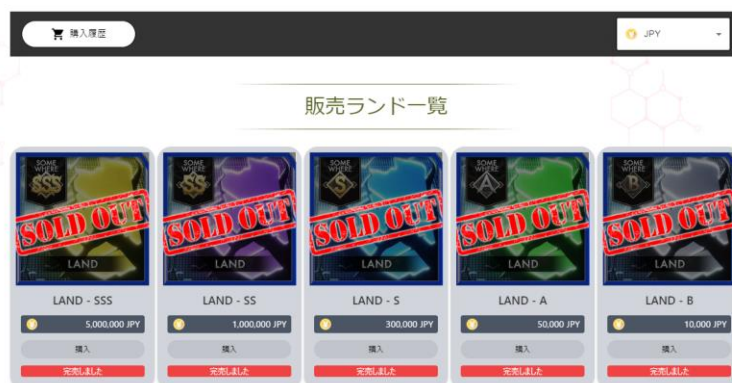 購入履歴
JPY
販売ランド一覧
SOME WHERE SSS
SOLD OUT
LAND
SOME WHERE SS
SOLD OUT
LAND
SOME WHERE S
SOLD OUT
LAND
SOME WHERE A
SOLD OUT
LAND
SOME WHERE B
SOLD OUT
LAND
LAND - SSS
LAND - SS
LAND - S
LAND - A
LAND - B
5,000,000 JPY
1,000,000 JPY
300,000 JPY
50,000 JPY
10,000 JPY
購入
購入
購入
購入
購入
完売しました
完売しました
完売しました
完売しました
完売しました